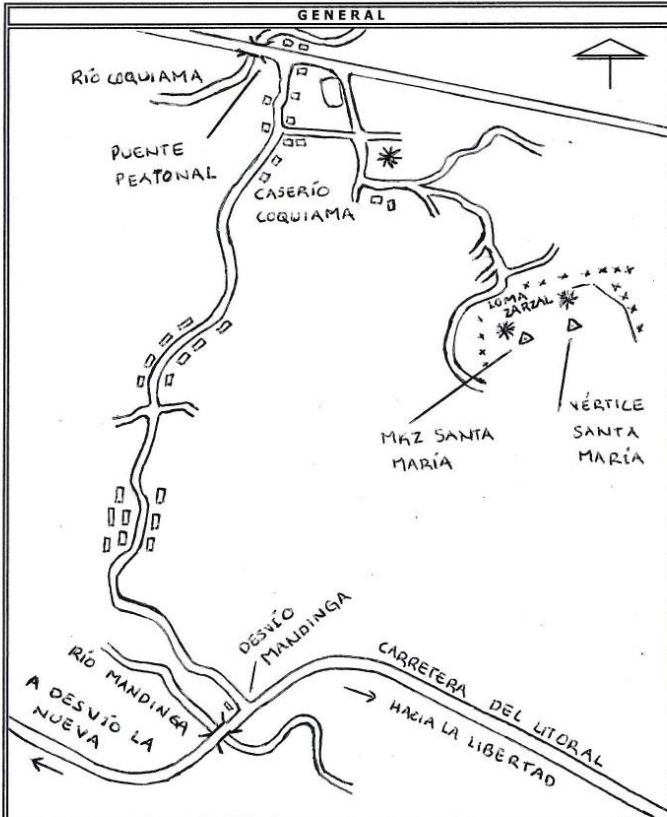 GENERAL
RÍO COQUIAMA
PUENTE
PEATONAL
CASERÍO
COQUIAMA
LOMA
ZARZAL
MKZ SANTA
MARÍA
VÉRTICE
SANTA
MARÍA
DESVÍO
MANDINGA
RÍO MANDINGA
A DESVÍO LA
NUEVA
CARRETERA DEL LITORAL
HACIA LA LIBERTAD